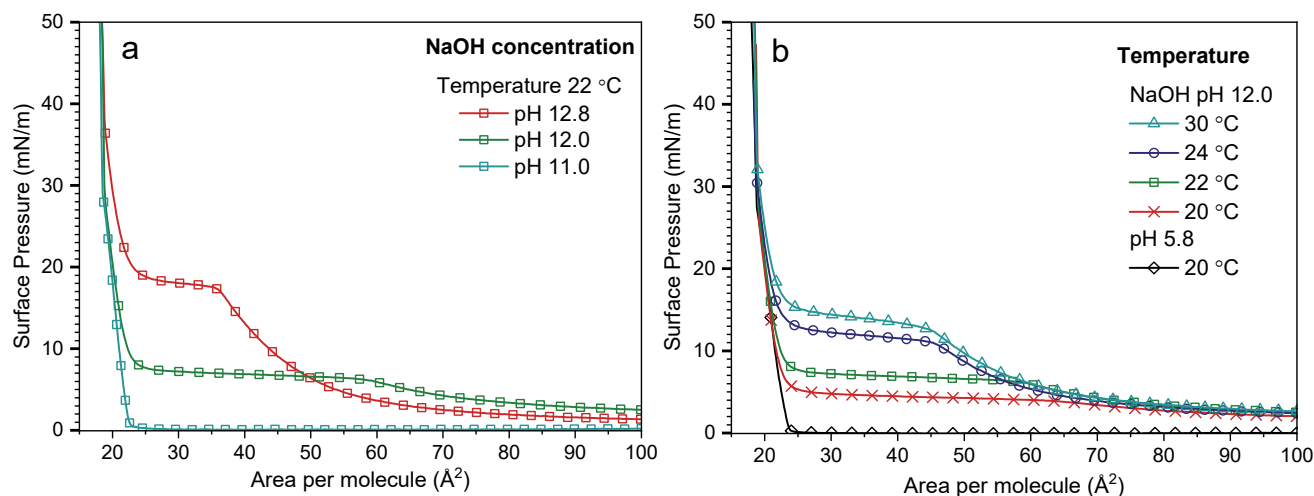 a
NaOH concentration
Temperature 22 °C
pH 12.8
pH 12.0
pH 11.0
Surface Pressure (mN/m)
50
40
30
20
10
0
20 30 40 50 60 70 80 90 100
Area per molecule (Å²)
b
Temperature
NaOH pH 12.0
30 °C
24 °C
22 °C
20 °C
pH 5.8
20 °C
Surface Pressure (mN/m)
50
40
30
20
10
0
20 30 40 50 60 70 80 90 100
Area per molecule (Å²)